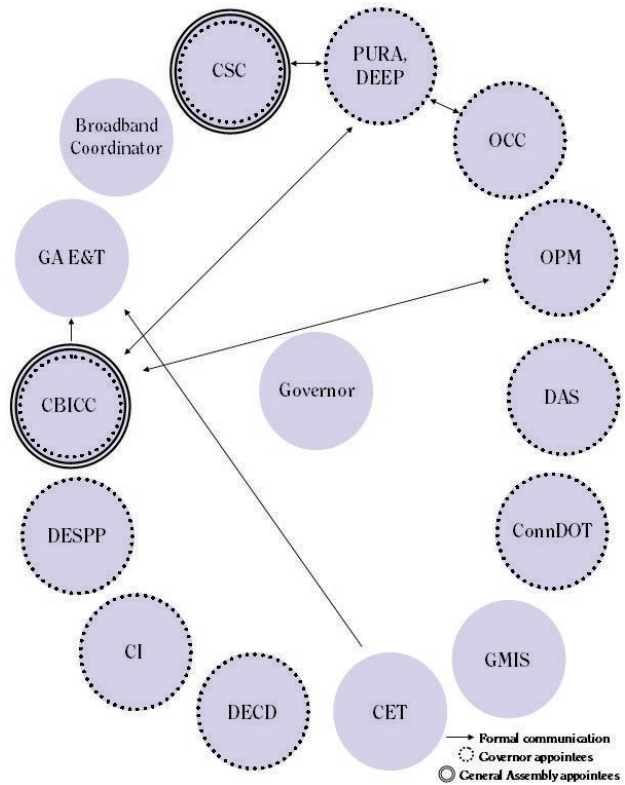 CSC
PURA,
DEEP
Broadband
Coordinator
OCC
GA E&T
OPM
CBICC
Governor
DAS
DESPP
ConnDOT
CI
GMIS
DECD
CET
Formal communication
Governor appointees
General Assembly appointees